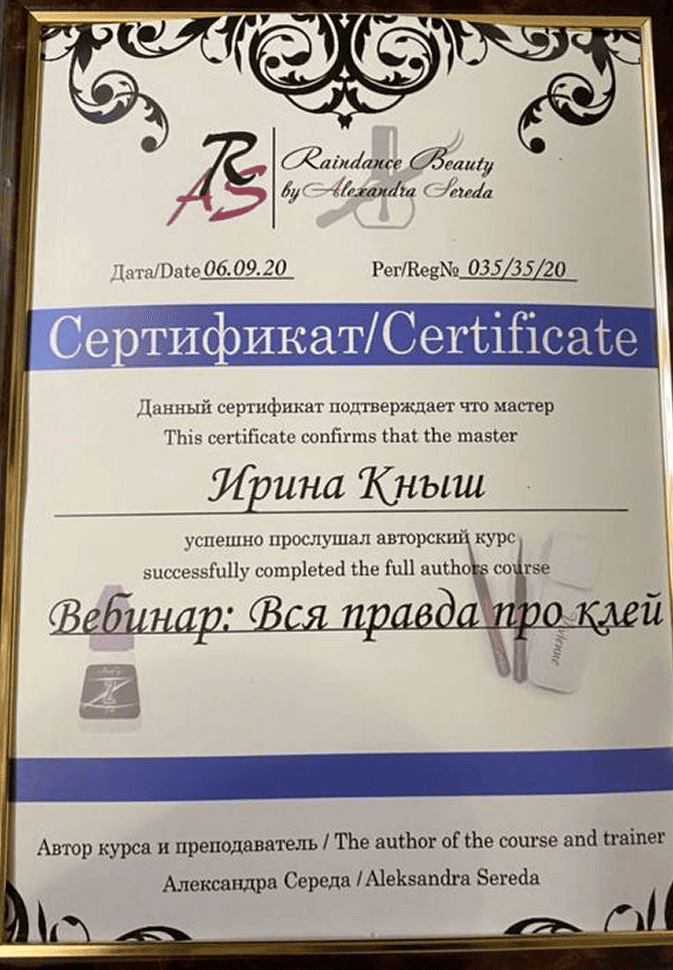 RAS
Raindance Beauty
by Alexandra Sereda
Дата/Date 06.09.20 Рег/Reg№ 035/35/20
Сертификат/Certificate
Данный сертификат подтверждает что мастер
This certificate confirms that the master
Ирина Кныш
успешно прослушал авторский курс
successfully completed the full authors course
Вебинар: Вся правда про клей
Vivienne
Автор курса и преподаватель / The author of the course and trainer
Александра Середа / Aleksandra Sereda